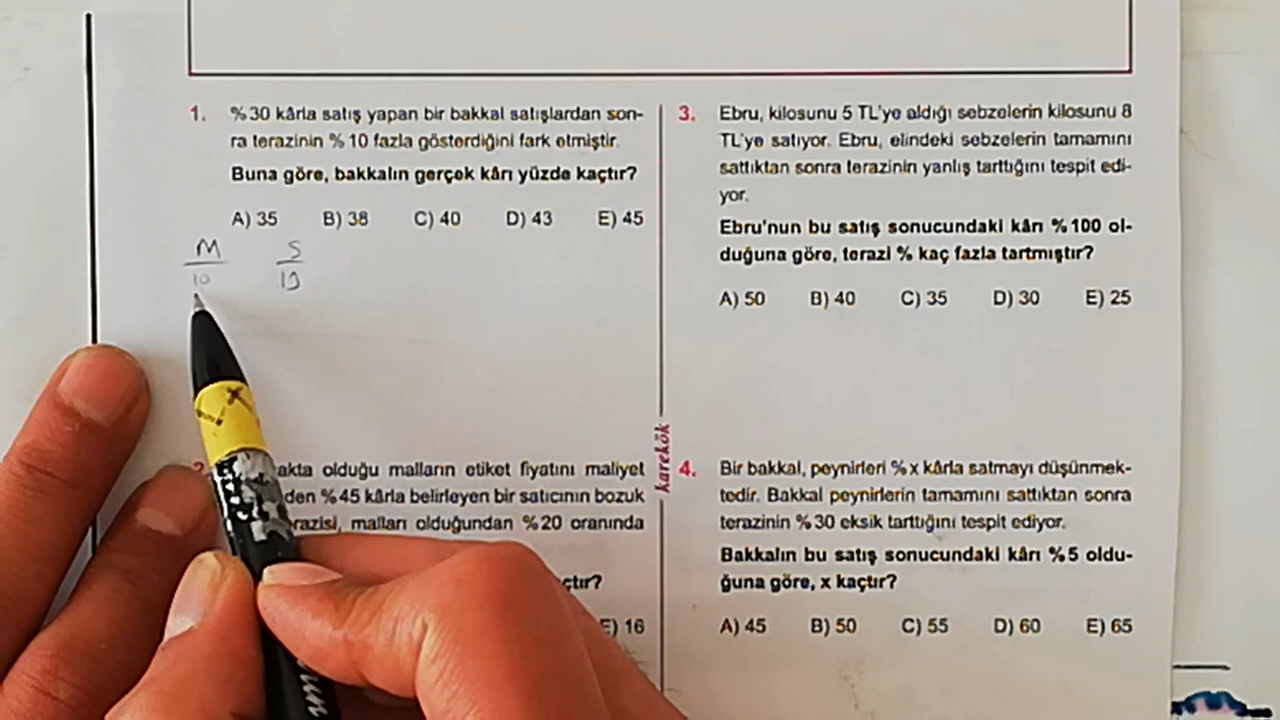 1. %30 kârla satış yapan bir bakkal satışlardan son-
ra terazinin %10 fazla gösterdiğini fark etmiştir.
Buna göre, bakkalın gerçek kârı yüzde kaçtır?
A) 35 B) 38 C) 40 D) 43 E) 45
M S
10 13
akta olduğu malların etiket fiyatını maliyet
den %45 kârla belirleyen bir satıcının bozuk
razisi, malları olduğundan %20 oranında
çtır?
E) 16
karekök
3. Ebru, kilosunu 5 TL'ye aldığı sebzelerin kilosunu 8
TL'ye satıyor. Ebru, elindeki sebzelerin tamamını
sattıktan sonra terazinin yanlış tarttığını tespit edi-
yor.
Ebru'nun bu satış sonucundaki kârı %100 ol-
duğuna göre, terazi % kaç fazla tartmıştır?
A) 50 B) 40 C) 35 D) 30 E) 25
4. Bir bakkal, peynirleri %x kârla satmayı düşünmek-
tedir. Bakkal peynirlerin tamamını sattıktan sonra
terazinin %30 eksik tarttığını tespit ediyor.
Bakkalın bu satış sonucundaki kârı %5 oldu-
ğuna göre, x kaçtır?
A) 45 B) 50 C) 55 D) 60 E) 65